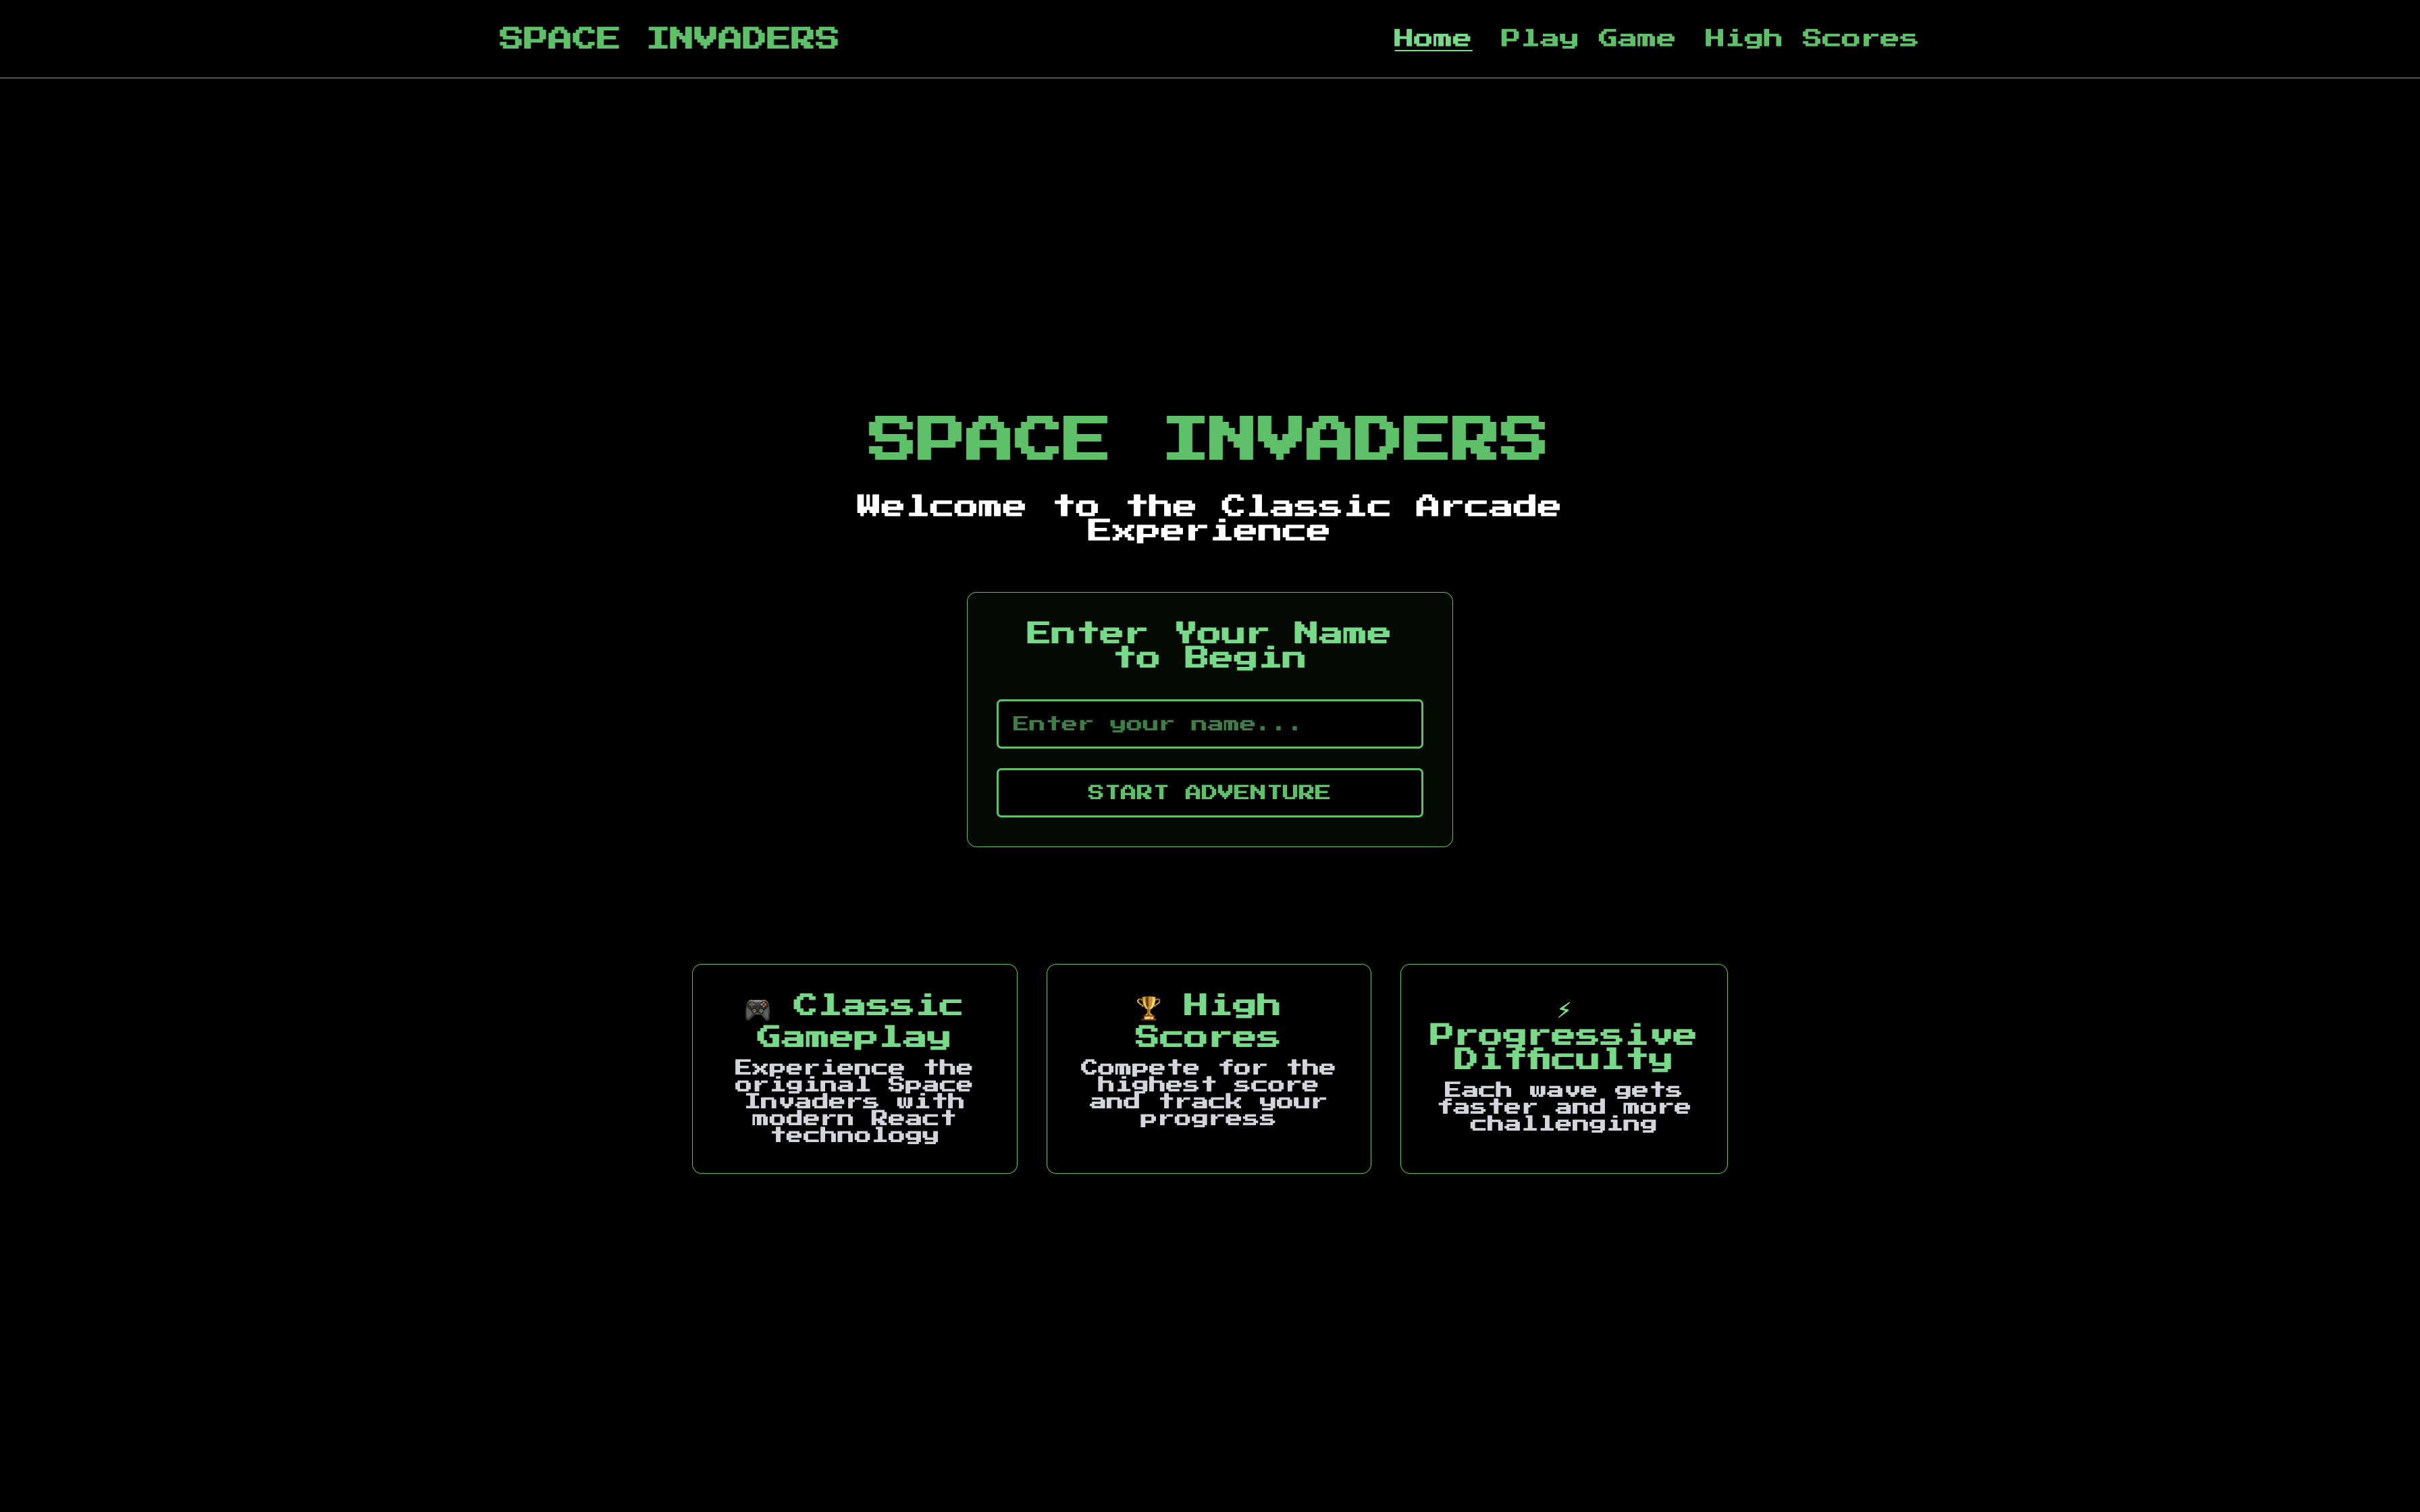 SPACE INVADERS
Home Play Game High Scores
SPACE INVADERS
Welcome to the Classic Arcade
Experience
Enter Your Name
to Begin
Enter your name...
START ADVENTURE
🎮 Classic
Gameplay
Experience the
original Space
Invaders with
modern React
technology
🏆 High
Scores
Compete for the
highest score
and track your
progress
⚡
Progressive
Difficulty
Each wave gets
faster and more
challenging